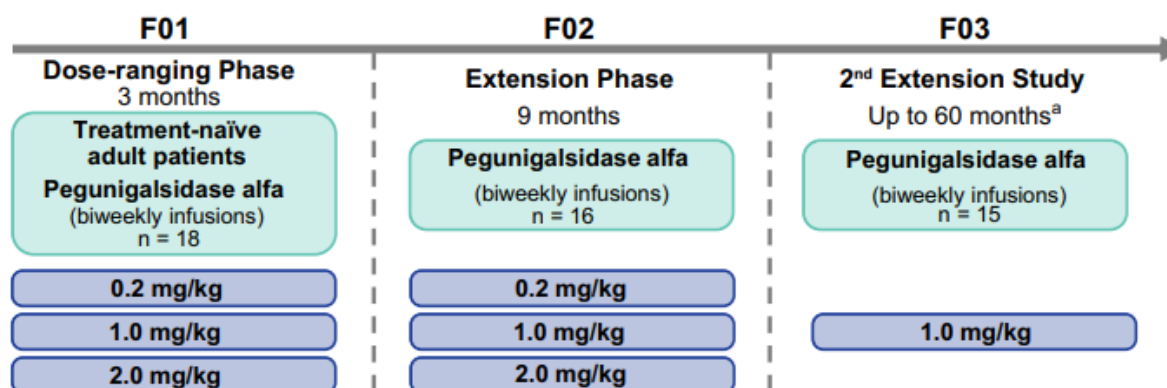 F01
Dose-ranging Phase
3 months
Treatment-naïve
adult patients
Pegunigalsidase alfa
(biweekly infusions)
n = 18
0.2 mg/kg
1.0 mg/kg
2.0 mg/kg
F02
Extension Phase
9 months
Pegunigalsidase alfa
(biweekly infusions)
n = 16
0.2 mg/kg
1.0 mg/kg
2.0 mg/kg
F03
2nd Extension Study
Up to 60 monthsa
Pegunigalsidase alfa
(biweekly infusions)
n = 15
1.0 mg/kg